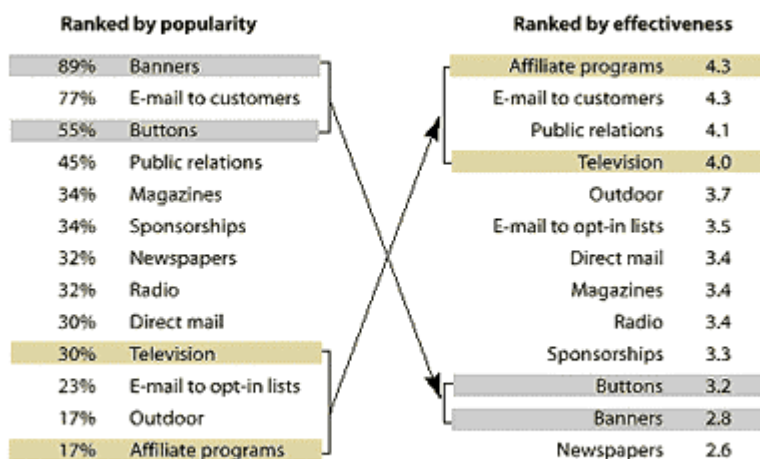 Ranked by popularity
89% Banners
77% E-mail to customers
55% Buttons
45% Public relations
34% Magazines
34% Sponsorships
32% Newspapers
32% Radio
30% Direct mail
30% Television
23% E-mail to opt-in lists
17% Outdoor
17% Affiliate programs
Ranked by effectiveness
Affiliate programs 4.3
E-mail to customers 4.3
Public relations 4.1
Television 4.0
Outdoor 3.7
E-mail to opt-in lists 3.5
Direct mail 3.4
Magazines 3.4
Radio 3.4
Sponsorships 3.3
Buttons 3.2
Banners 2.8
Newspapers 2.6